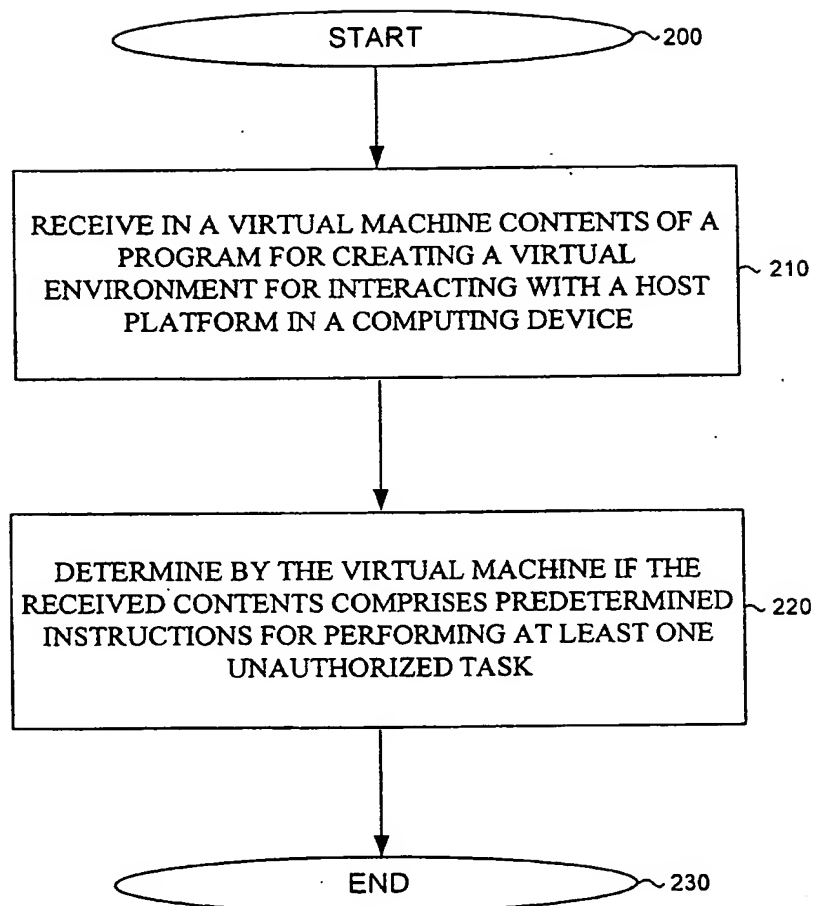 START
200
RECEIVE IN A VIRTUAL MACHINE CONTENTS OF A
PROGRAM FOR CREATING A VIRTUAL
ENVIRONMENT FOR INTERACTING WITH A HOST
PLATFORM IN A COMPUTING DEVICE
210
DETERMINE BY THE VIRTUAL MACHINE IF THE
RECEIVED CONTENTS COMPRISES PREDETERMINED
INSTRUCTIONS FOR PERFORMING AT LEAST ONE
UNAUTHORIZED TASK
220
END
230